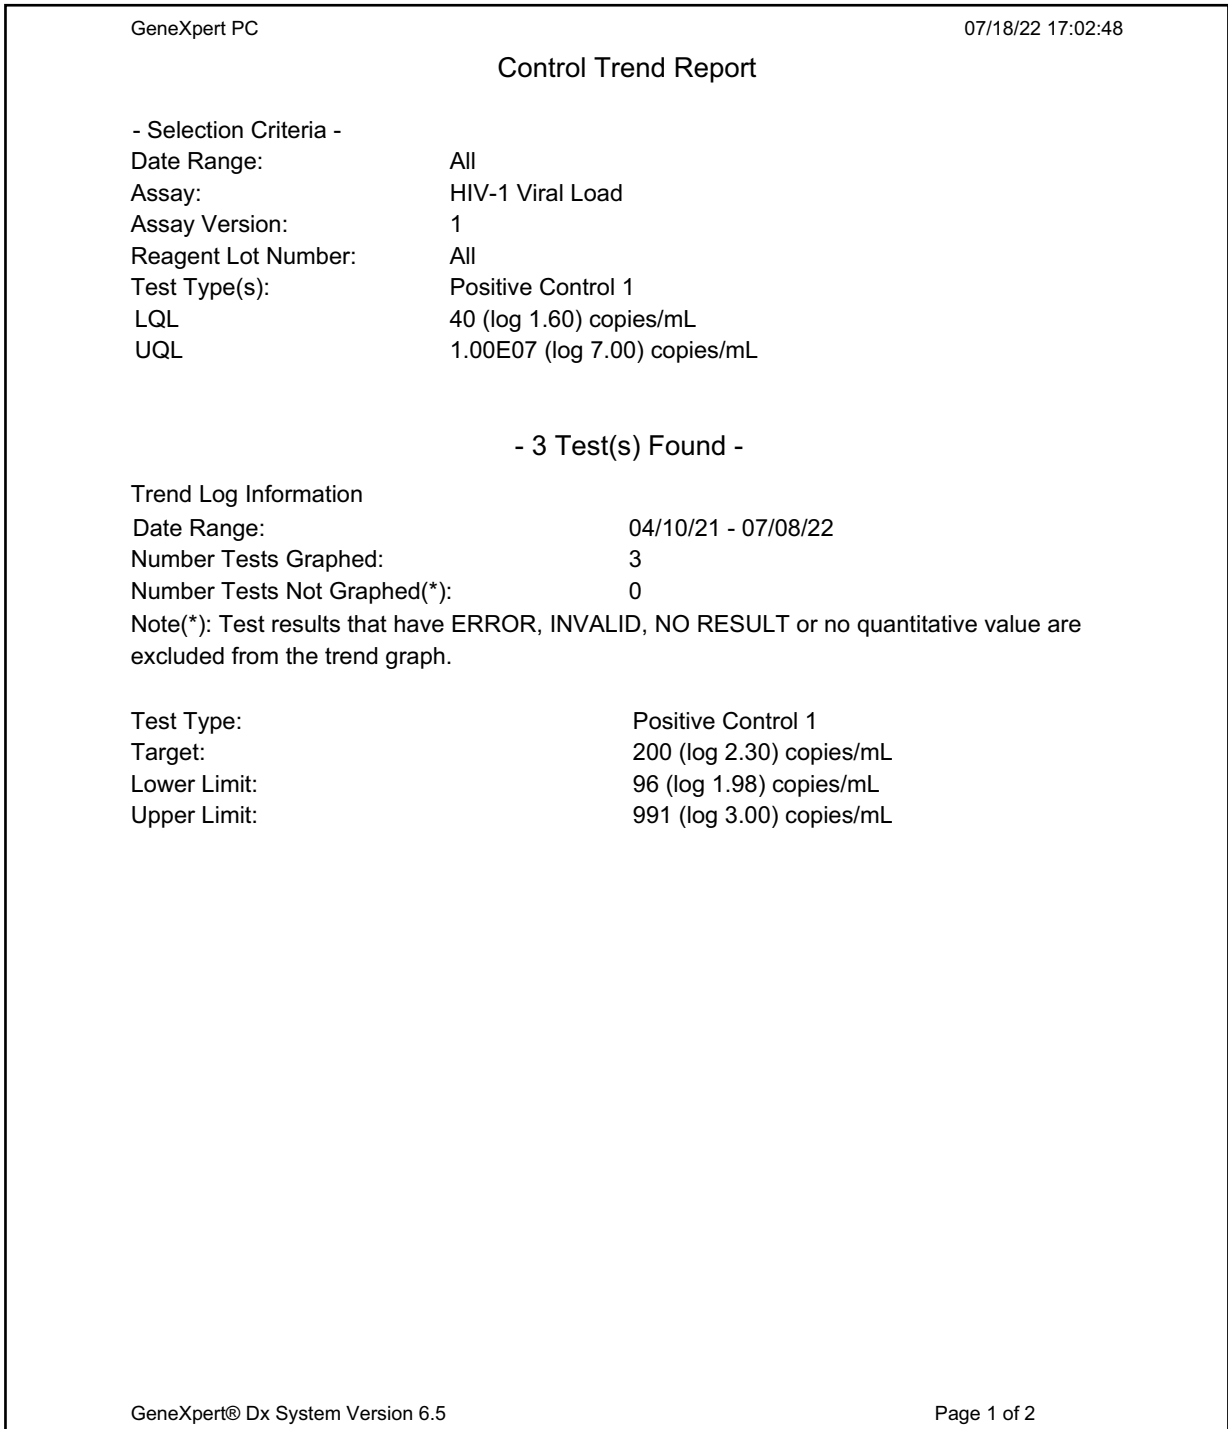 GeneXpert PC 07/18/22 17:02:48
Control Trend Report
- Selection Criteria -
Date Range: All
Assay: HIV-1 Viral Load
Assay Version: 1
Reagent Lot Number: All
Test Type(s): Positive Control 1
LQL 40 (log 1.60) copies/mL
UQL 1.00E07 (log 7.00) copies/mL
- 3 Test(s) Found -
Trend Log Information
Date Range: 04/10/21 - 07/08/22
Number Tests Graphed: 3
Number Tests Not Graphed(*): 0
Note(*): Test results that have ERROR, INVALID, NO RESULT or no quantitative value are
excluded from the trend graph.
Test Type: Positive Control 1
Target: 200 (log 2.30) copies/mL
Lower Limit: 96 (log 1.98) copies/mL
Upper Limit: 991 (log 3.00) copies/mL
GeneXpert® Dx System Version 6.5 Page 1 of 2